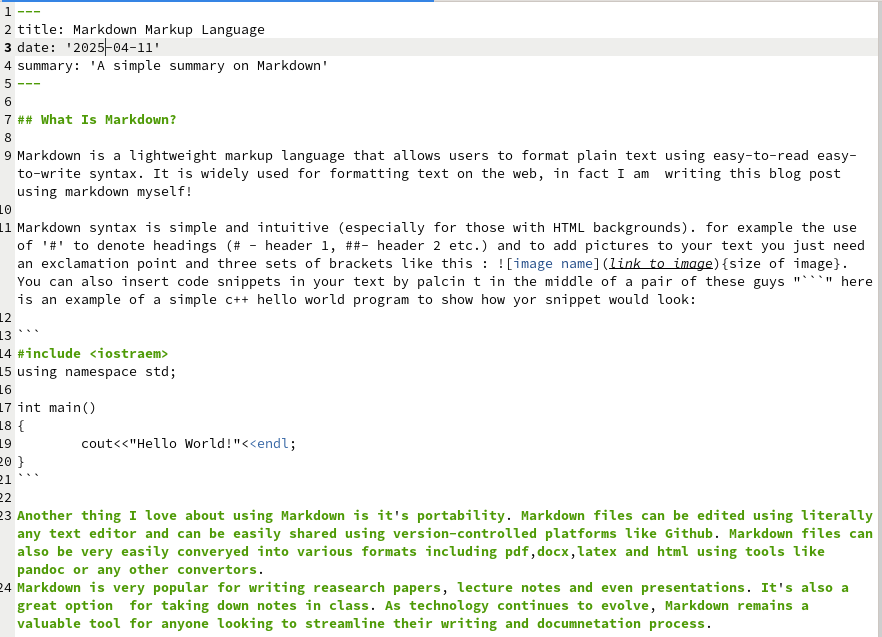 1 ---
2 title: Markdown Markup Language
3 date: '2025-04-11'
4 summary: 'A simple summary on Markdown'
5 ---
6
7 ## What Is Markdown?
8
9 Markdown is a lightweight markup language that allows users to format plain text using easy-to-read easy-
to-write syntax. It is widely used for formatting text on the web, in fact I am  writing this blog post
using markdown myself!
10
11 Markdown syntax is simple and intuitive (especially for those with HTML backgrounds). for example the use
of '#' to denote headings (# - header 1, ##- header 2 etc.) and to add pictures to your text you just need
an exclamation point and three sets of brackets like this : ![image name](link to image){size of image}.
You can also insert code snippets in your text by palcin t in the middle of a pair of these guys "```" here
is an example of a simple c++ hello world program to show how yor snippet would look:
12
13 ```
14 #include <iostraem>
15 using namespace std;
16
17 int main()
18 {
19         cout<<"Hello World!"<<endl;
20 }
21 ```
22
23 Another thing I love about using Markdown is it's portability. Markdown files can be edited using literally
any text editor and can be easily shared using version-controlled platforms like Github. Markdown files can
also be very easily converyed into various formats including pdf,docx,latex and html using tools like
pandoc or any other convertors.
24 Markdown is very popular for writing reasearch papers, lecture notes and even presentations. It's also a
great option  for taking down notes in class. As technology continues to evolve, Markdown remains a
valuable tool for anyone looking to streamline their writing and documnetation process.